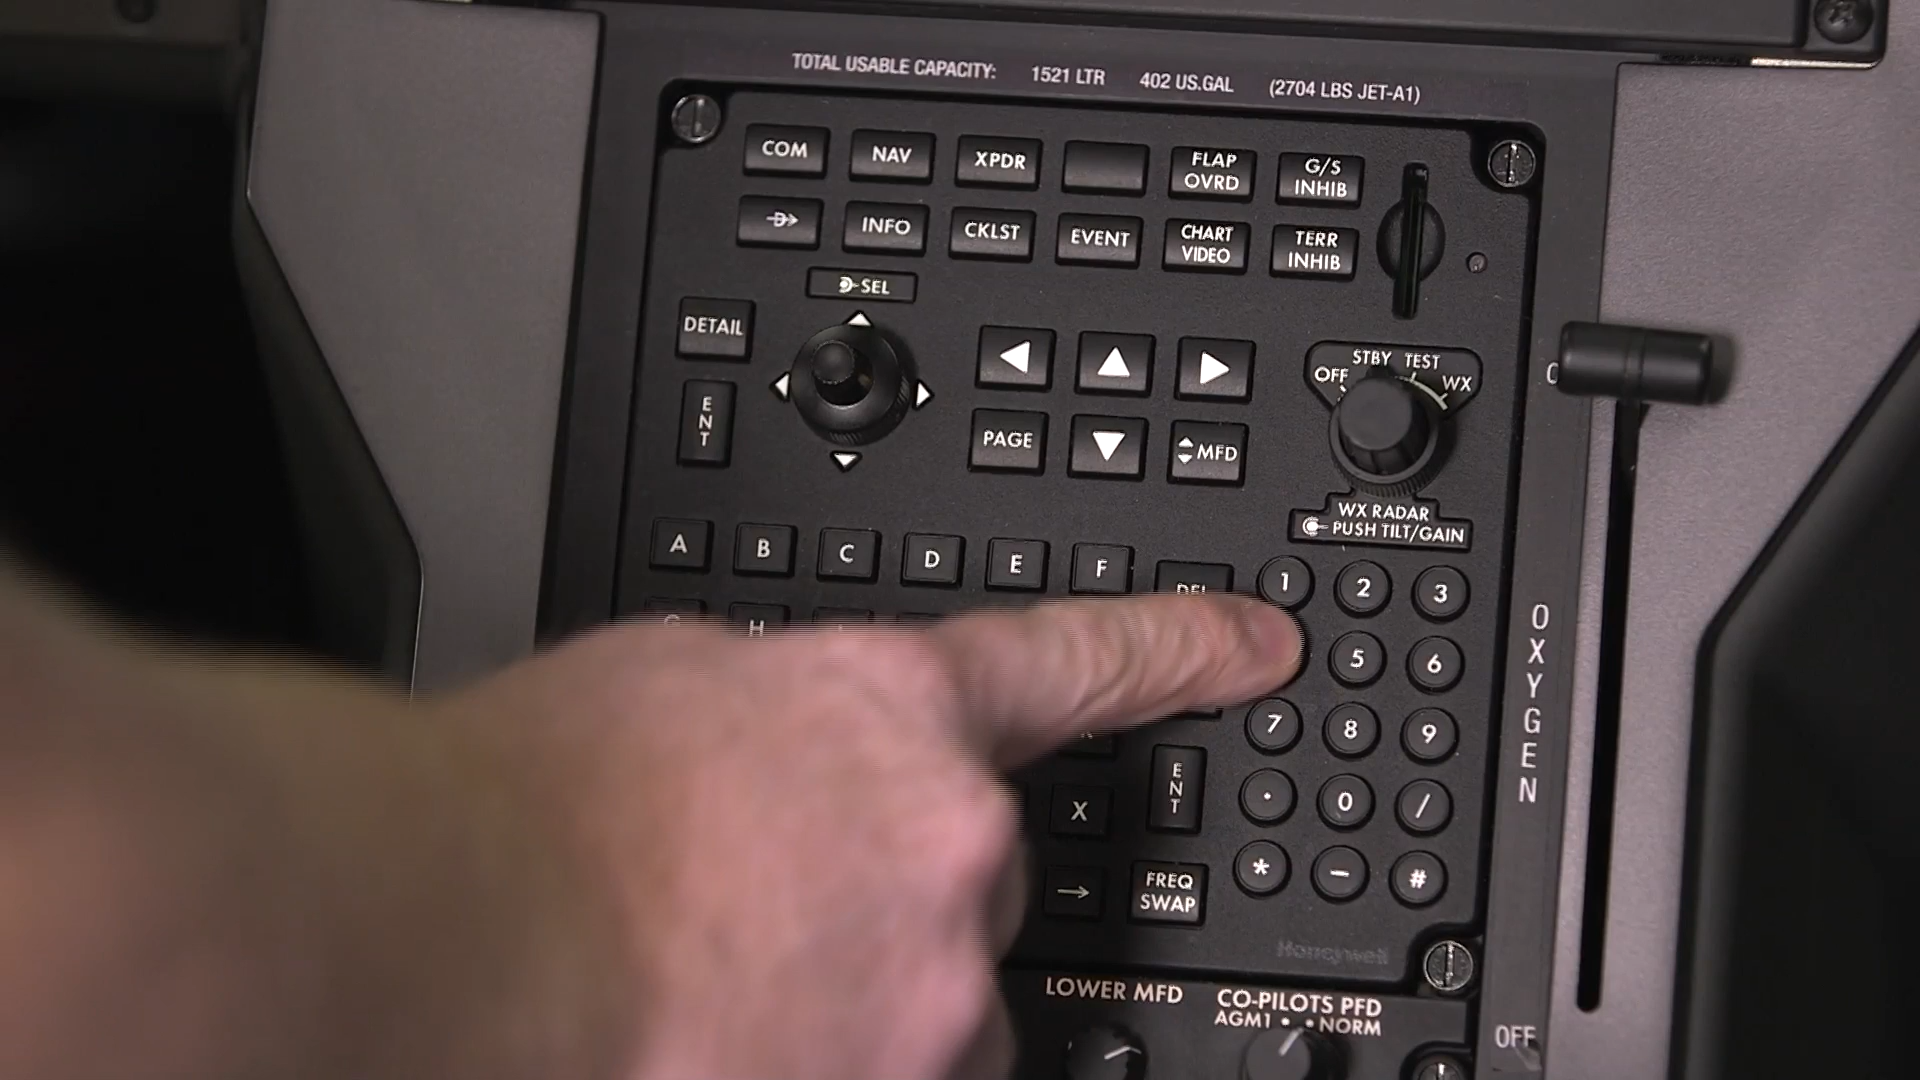 TOTAL USABLE CAPACITY: 1521 LTR 402 US.GAL (2704 LBS JET-A1)
COM NAV XPDR FLAP OVRD G/S INHIB
INFO CKLST EVENT CHART VIDEO TERR INHIB
SEL
DETAIL
ENT
PAGE MFD
OFF STBY TEST WX
WX RADAR
PUSH TILT/GAIN
A B C D E F DEL 1 2 3
H 5 6
7 8 9
X ENT . 0 /
→ FREQ SWAP * – #
Honeywell
LOWER MFD CO-PILOTS PFD
AGM1 • • NORM
OXYGEN
OFF